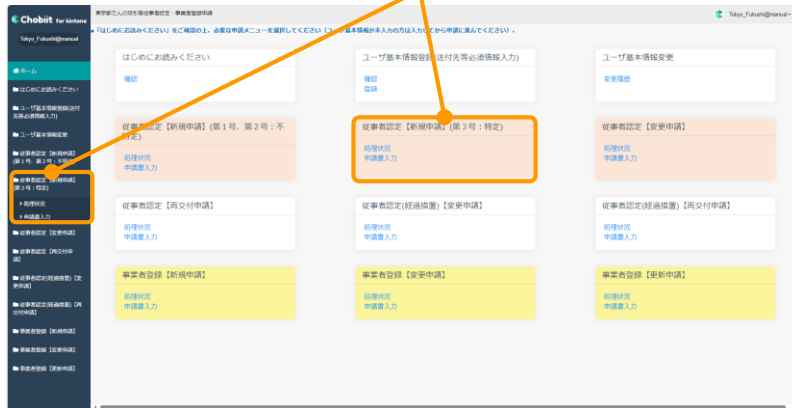 Chobiit for kintone
東京都たんの吸引等従事者認定・事業者登録申請
Tokyo_Fukushi@manual
Tokyo_Fukushi@manual
●「はじめにお読みください」をご確認の上、必要な申請メニューを選択してください（ユーザ基本情報が未入力の方は入力してから申請に進んでください）。
ホーム
はじめにお読みください
ユーザ基本情報登録(送付
先等必須情報入力)
ユーザ基本情報変更
従事者認定【新規申請】
(第1号、第2号：不特定)
従事者認定【新規申請】
(第3号：特定)
> 処理状況
> 申請書入力
従事者認定【変更申請】
従事者認定【再交付申
請】
従事者認定(経過措置)【変
更申請】
従事者認定(経過措置)【再
交付申請】
事業者登録【新規申請】
事業者登録【変更申請】
事業者登録【更新申請】
はじめにお読みください
確認
ユーザ基本情報登録(送付先等必須情報入力)
確認
登録
ユーザ基本情報変更
変更履歴
従事者認定【新規申請】(第1号、第2号：不
特定)
処理状況
申請書入力
従事者認定【新規申請】(第3号：特定)
処理状況
申請書入力
従事者認定【変更申請】
処理状況
申請書入力
従事者認定【再交付申請】
処理状況
申請書入力
従事者認定(経過措置)【変更申請】
処理状況
申請書入力
従事者認定(経過措置)【再交付申請】
処理状況
申請書入力
事業者登録【新規申請】
処理状況
申請書入力
事業者登録【変更申請】
処理状況
申請書入力
事業者登録【更新申請】
処理状況
申請書入力